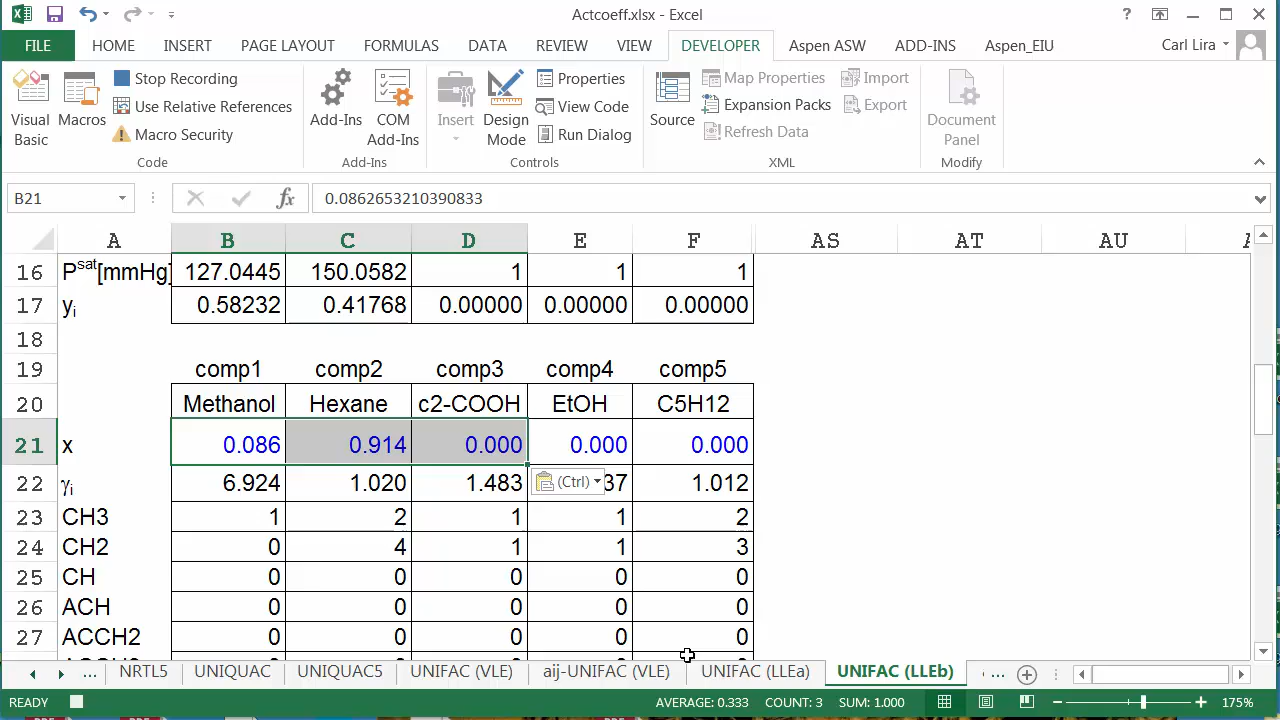 Actcoeff.xlsx - Excel
FILE HOME INSERT PAGE LAYOUT FORMULAS DATA REVIEW VIEW DEVELOPER Aspen ASW ADD-INS Aspen_EIU Carl Lira
Visual Basic
Macros
Stop Recording
Use Relative References
Macro Security
Code
Add-Ins
COM Add-Ins
Add-Ins
Insert
Design Mode
Properties
View Code
Run Dialog
Controls
Source
Map Properties
Expansion Packs
Refresh Data
Import
Export
XML
Document Panel
Modify
B21 fx 0.0862653210390833
A B C D E F AS AT AU
16 Psat[mmHg] 127.0445 150.0582 1 1 1
17 yi 0.58232 0.41768 0.00000 0.00000 0.00000
18
19 comp1 comp2 comp3 comp4 comp5
20 Methanol Hexane c2-COOH EtOH C5H12
21 x 0.086 0.914 0.000 0.000 0.000
22 γi 6.924 1.020 1.483 (Ctrl) 37 1.012
23 CH3 1 2 1 1 2
24 CH2 0 4 1 1 3
25 CH 0 0 0 0 0
26 ACH 0 0 0 0 0
27 ACCH2 0 0 0 0 0
... NRTL5 UNIQUAC UNIQUAC5 UNIFAC (VLE) aij-UNIFAC (VLE) UNIFAC (LLEa) UNIFAC (LLEb) ...
READY AVERAGE: 0.333 COUNT: 3 SUM: 1.000 175%